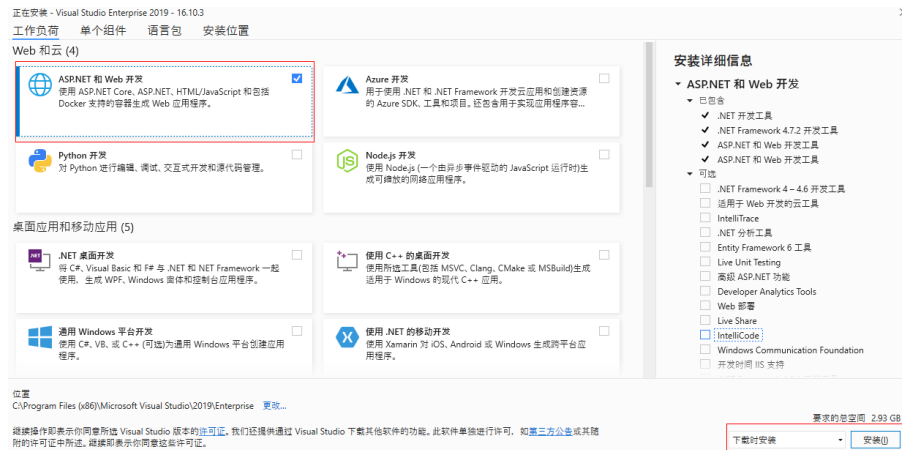 正在安装 - Visual Studio Enterprise 2019 - 16.10.3
工作负荷 单个组件 语言包 安装位置
Web 和云 (4)
ASP.NET 和 Web 开发
使用 ASP.NET Core、ASP.NET、HTML/JavaScript 和包括
Docker 支持的容器生成 Web 应用程序。
Azure 开发
用于使用 .NET 和 .NET Framework 开发云应用和创建资源
的 Azure SDK、工具和项目。还包含用于实现应用程序容...
Python 开发
对 Python 进行编辑、调试、交互式开发和源代码管理。
Node.js 开发
使用 Node.js (一个由异步事件驱动的 JavaScript 运行时)生
成可缩放的网络应用程序。
桌面应用和移动应用 (5)
.NET 桌面开发
将 C#、Visual Basic 和 F# 与 .NET 和 NET Framework 一起
使用，生成 WPF、Windows 窗体和控制台应用程序。
使用 C++ 的桌面开发
使用所选工具(包括 MSVC、Clang、CMake 或 MSBuild)生成
适用于 Windows 的现代 C++ 应用。
通用 Windows 平台开发
使用 C#、VB、或 C++ (可选)为通用 Windows 平台创建应用
程序。
使用 .NET 的移动开发
使用 Xamarin 对 iOS、Android 或 Windows 生成跨平台应
用程序。
安装详细信息
ASP.NET 和 Web 开发
已包含
.NET 开发工具
.NET Framework 4.7.2 开发工具
ASP.NET 和 Web 开发工具
ASP.NET 和 Web 开发工具
可选
.NET Framework 4 – 4.6 开发工具
适用于 Web 开发的云工具
IntelliTrace
.NET 分析工具
Entity Framework 6 工具
Live Unit Testing
高级 ASP.NET 功能
Developer Analytics Tools
Web 部署
Live Share
IntelliCode
Windows Communication Foundation
开发时间 IIS 支持
位置
C:\Program Files (x86)\Microsoft Visual Studio\2019\Enterprise 更改...
继续操作即表示你同意所选 Visual Studio 版本的许可证。我们还提供通过 Visual Studio 下载其他软件的功能。此软件单独进行许可，如第三方公告或其随
附的许可证中所述。继续即表示你同意这些许可证。
要求的总空间 2.93 GB
下载时安装 安装(I)